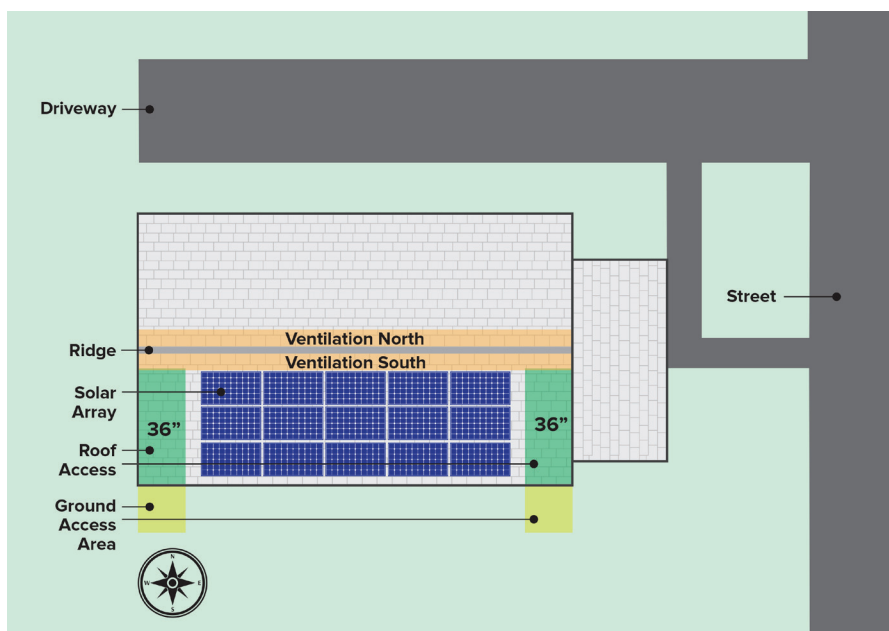 Driveway
Ventilation North
Ridge
Ventilation South
Street
Solar
Array
36”
36”
Roof
Access
Ground
Access
Area
N
W
E
S